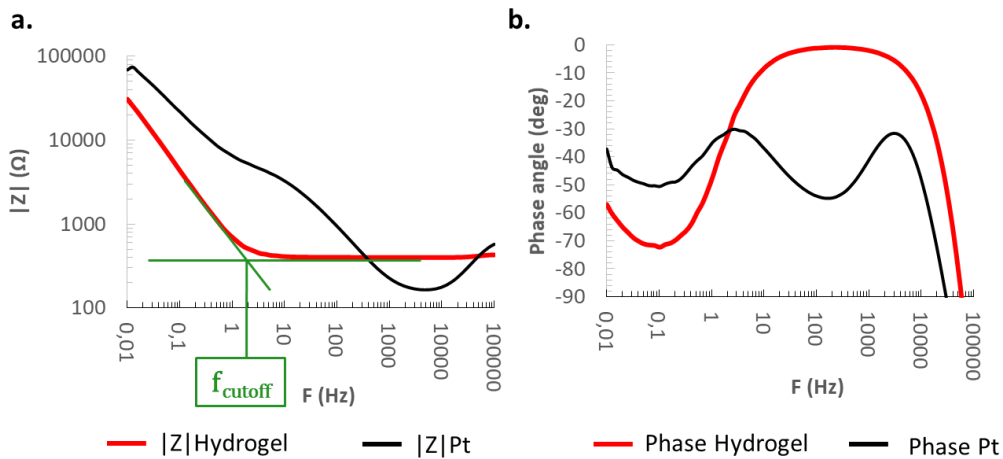 a.
b.
100000
10000
1000
100
|Z| (Ω)
0,01
0,1
1
10
100
1000
10000
100000
F (Hz)
f_cutoff
0
-10
-20
-30
-40
-50
-60
-70
-80
-90
Phase angle (deg)
0,01
0,1
1
10
100
1000
10000
100000
F (Hz)
|Z|Hydrogel
|Z|Pt
Phase Hydrogel
Phase Pt